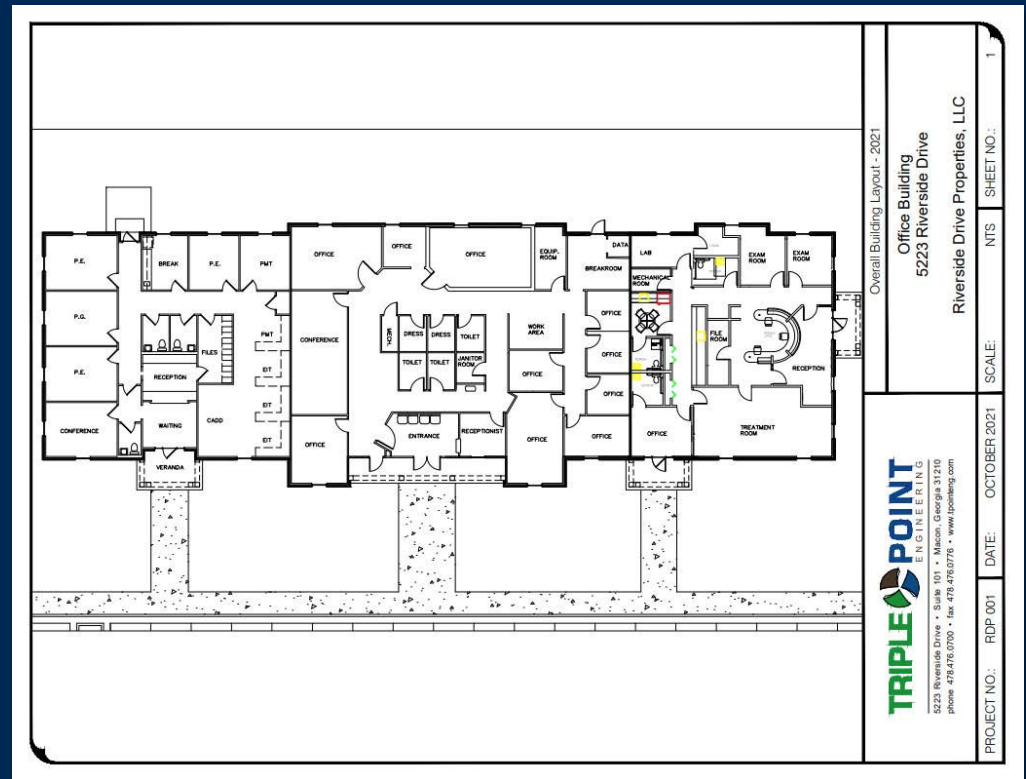 P.E.
BREAK
P.E.
PMT
OFFICE
OFFICE
OFFICE
EQUIP.
ROOM
DATA
BREAKROOM
LAB
MECHANICAL
ROOM
EXAM
ROOM
EXAM
ROOM
P.G.
PMT
FILES
CONFERENCE
MECH.
DRESS
DRESS
TOILET
TOILET
TOILET
JANITOR
ROOM
WORK
AREA
OFFICE
OFFICE
OFFICE
OFFICE
FILE
ROOM
RECEPTION
P.E.
RECEPTION
EIT
EIT
EIT
CONFERENCE
WAITING
CADD
OFFICE
ENTRANCE
RECEPTIONIST
OFFICE
OFFICE
OFFICE
TREATMENT
ROOM
VERANDA
Overall Building Layout - 2021
Office Building
5223 Riverside Drive
Riverside Drive Properties, LLC
TRIPLE POINT
ENGINEERING
5223 Riverside Drive • Suite 101 • Macon, Georgia 31210
phone 478.476.0700 • fax 478.476.0776 • www.tpointeng.com
PROJECT NO.: RDP 001 DATE: OCTOBER 2021 SCALE: NTS SHEET NO.: 1